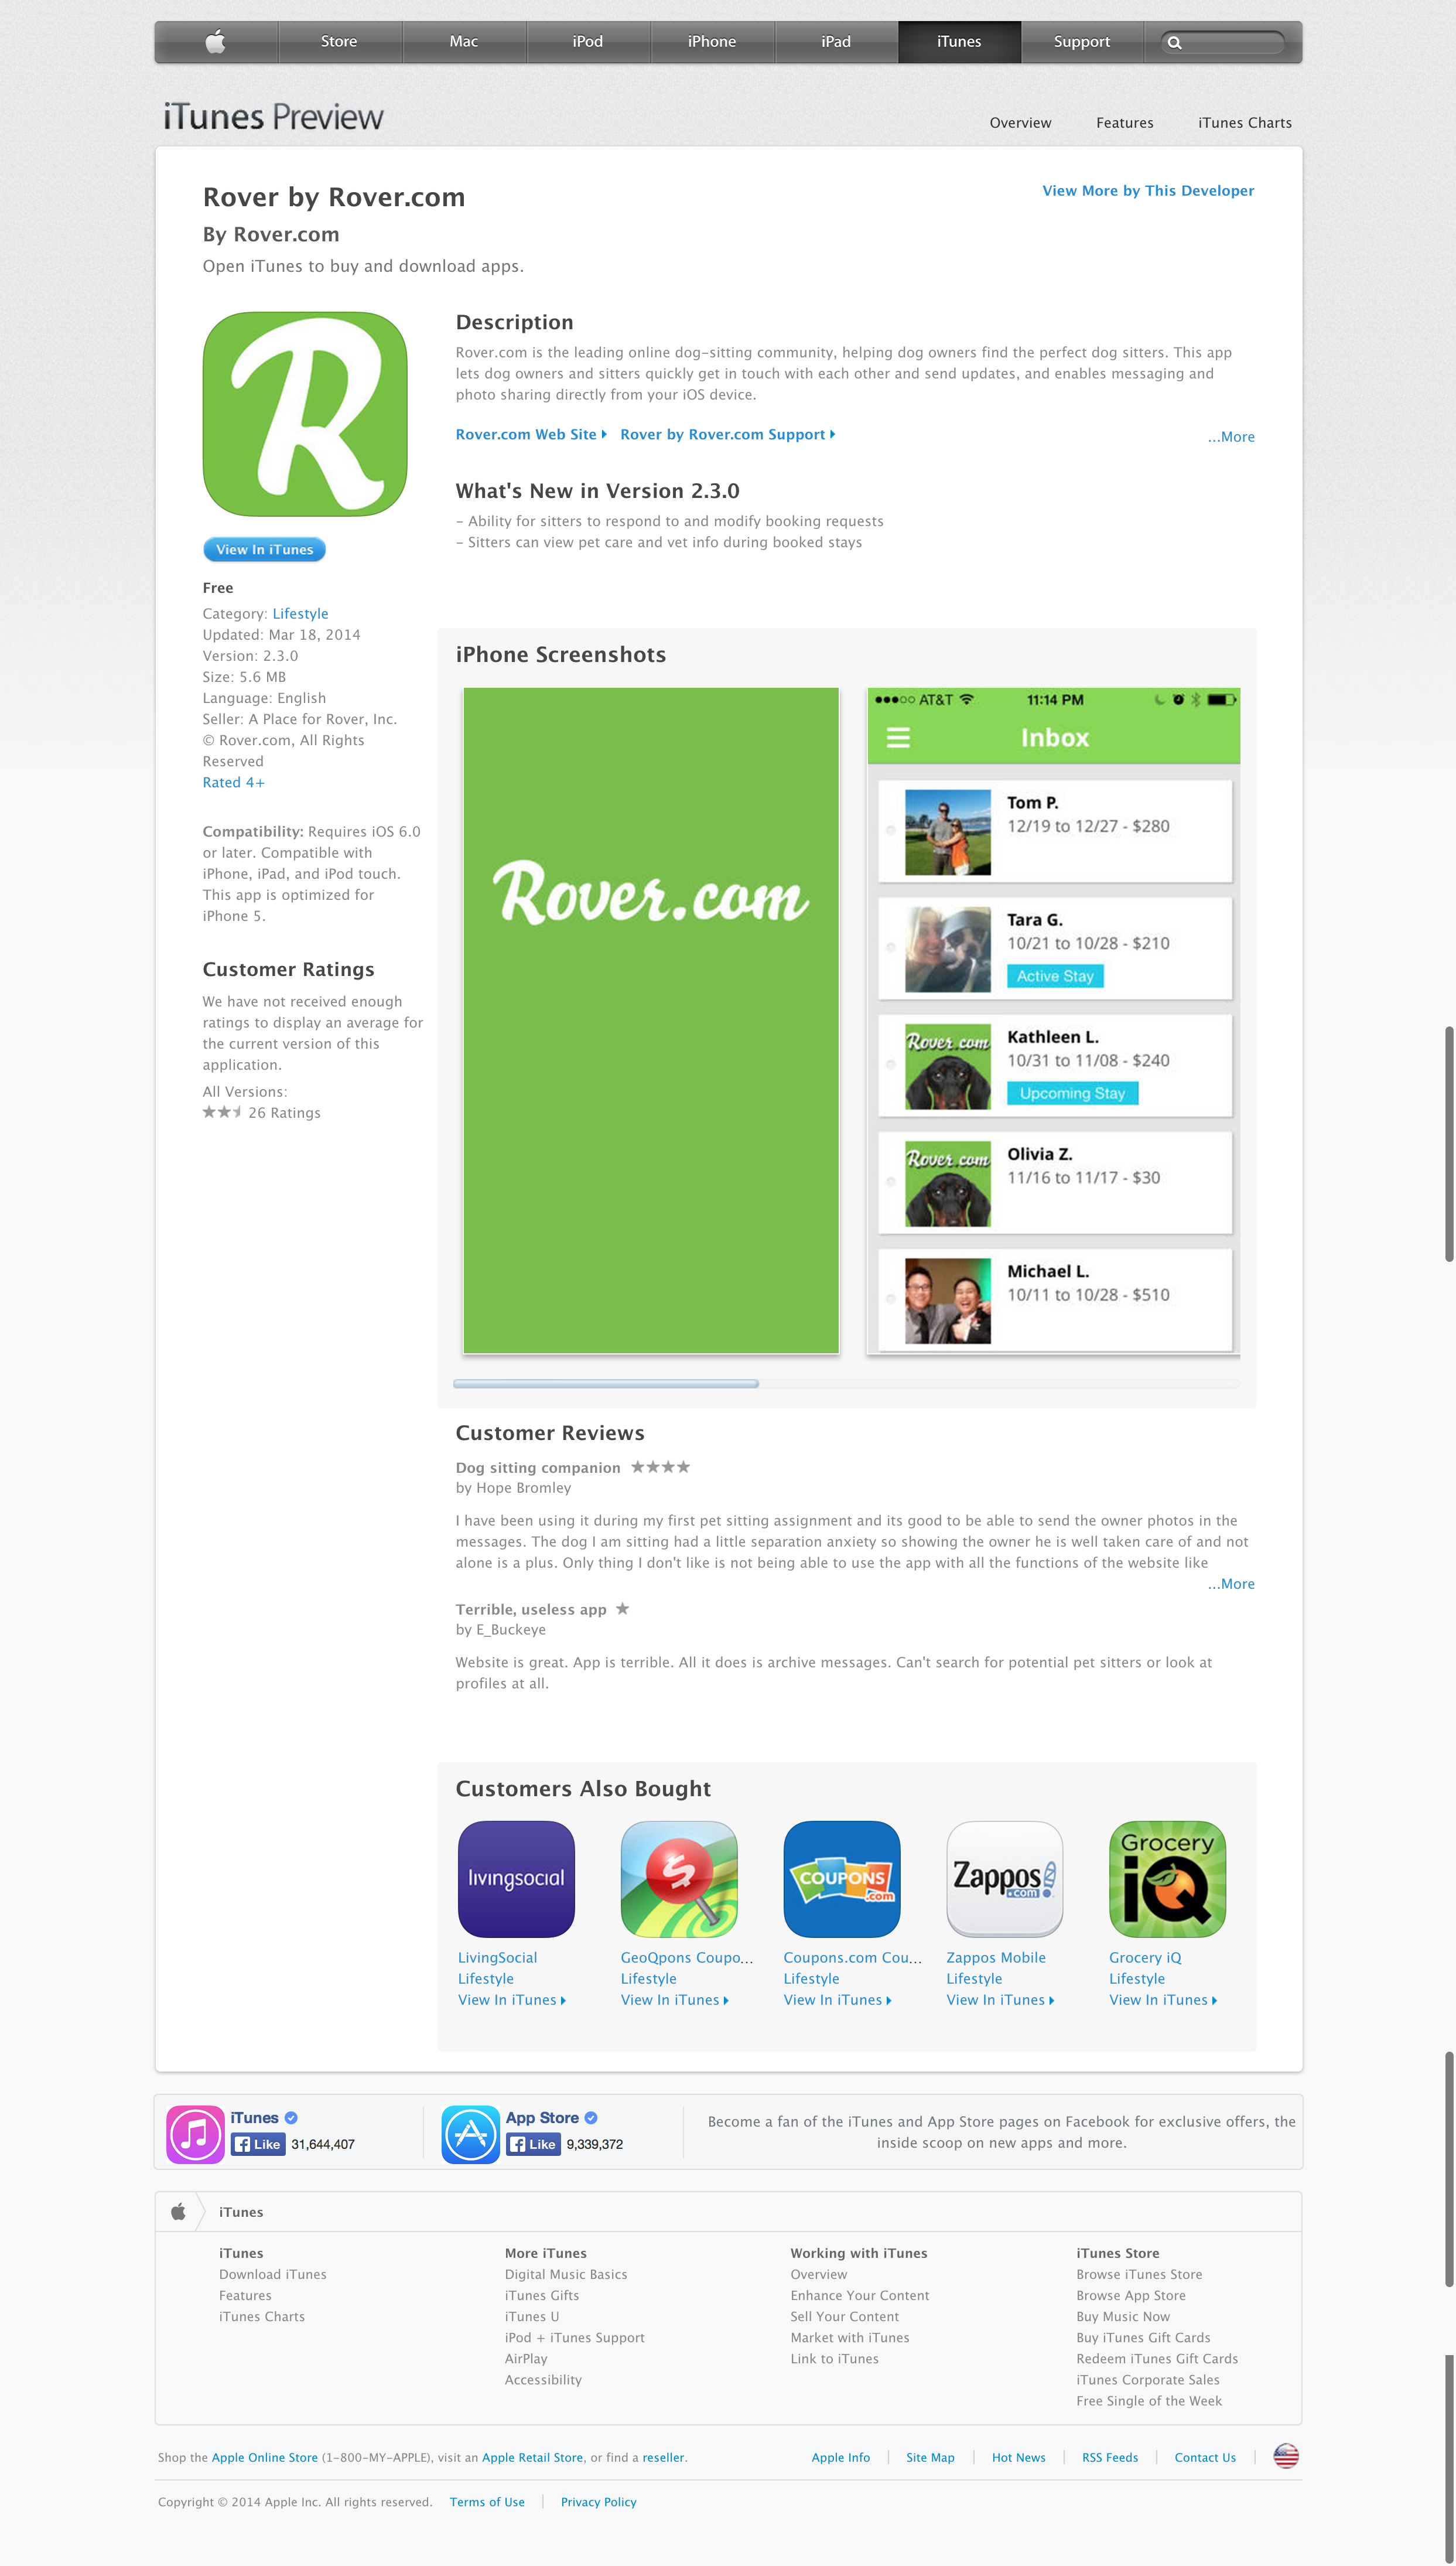 Store
Mac
iPod
iPhone
iPad
iTunes
Support
iTunes Preview
Overview
Features
iTunes Charts
Rover by Rover.com
View More by This Developer
By Rover.com
Open iTunes to buy and download apps.
R
View In iTunes
Free
Category: Lifestyle
Updated: Mar 18, 2014
Version: 2.3.0
Size: 5.6 MB
Language: English
Seller: A Place for Rover, Inc.
© Rover.com, All Rights
Reserved
Rated 4+
Compatibility: Requires iOS 6.0
or later. Compatible with
iPhone, iPad, and iPod touch.
This app is optimized for
iPhone 5.
Customer Ratings
We have not received enough
ratings to display an average for
the current version of this
application.
All Versions:
26 Ratings
Description
Rover.com is the leading online dog-sitting community, helping dog owners find the perfect dog sitters. This app
lets dog owners and sitters quickly get in touch with each other and send updates, and enables messaging and
photo sharing directly from your iOS device.
Rover.com Web Site
Rover by Rover.com Support
...More
What's New in Version 2.3.0
- Ability for sitters to respond to and modify booking requests
- Sitters can view pet care and vet info during booked stays
iPhone Screenshots
Rover.com
AT&T
11:14 PM
Inbox
Tom P.
12/19 to 12/27 - $280
Tara G.
10/21 to 10/28 - $210
Active Stay
Rover.com
Kathleen L.
10/31 to 11/08 - $240
Upcoming Stay
Rover.com
Olivia Z.
11/16 to 11/17 - $30
Michael L.
10/11 to 10/28 - $510
Customer Reviews
Dog sitting companion
by Hope Bromley
I have been using it during my first pet sitting assignment and its good to be able to send the owner photos in the
messages. The dog I am sitting had a little separation anxiety so showing the owner he is well taken care of and not
alone is a plus. Only thing I don't like is not being able to use the app with all the functions of the website like
...More
Terrible, useless app
by E_Buckeye
Website is great. App is terrible. All it does is archive messages. Can't search for potential pet sitters or look at
profiles at all.
Customers Also Bought
livingsocial
$
COUPONS
.com
Zappos
.com
Grocery
iQ
LivingSocial
Lifestyle
View In iTunes
GeoQpons Coupo...
Lifestyle
View In iTunes
Coupons.com Cou...
Lifestyle
View In iTunes
Zappos Mobile
Lifestyle
View In iTunes
Grocery iQ
Lifestyle
View In iTunes
iTunes
Like 31,644,407
App Store
Like 9,339,372
Become a fan of the iTunes and App Store pages on Facebook for exclusive offers, the
inside scoop on new apps and more.
iTunes
iTunes
Download iTunes
Features
iTunes Charts
More iTunes
Digital Music Basics
iTunes Gifts
iTunes U
iPod + iTunes Support
AirPlay
Accessibility
Working with iTunes
Overview
Enhance Your Content
Sell Your Content
Market with iTunes
Link to iTunes
iTunes Store
Browse iTunes Store
Browse App Store
Buy Music Now
Buy iTunes Gift Cards
Redeem iTunes Gift Cards
iTunes Corporate Sales
Free Single of the Week
Shop the Apple Online Store (1-800-MY-APPLE), visit an Apple Retail Store, or find a reseller.
Apple Info
Site Map
Hot News
RSS Feeds
Contact Us
Copyright © 2014 Apple Inc. All rights reserved.
Terms of Use
Privacy Policy